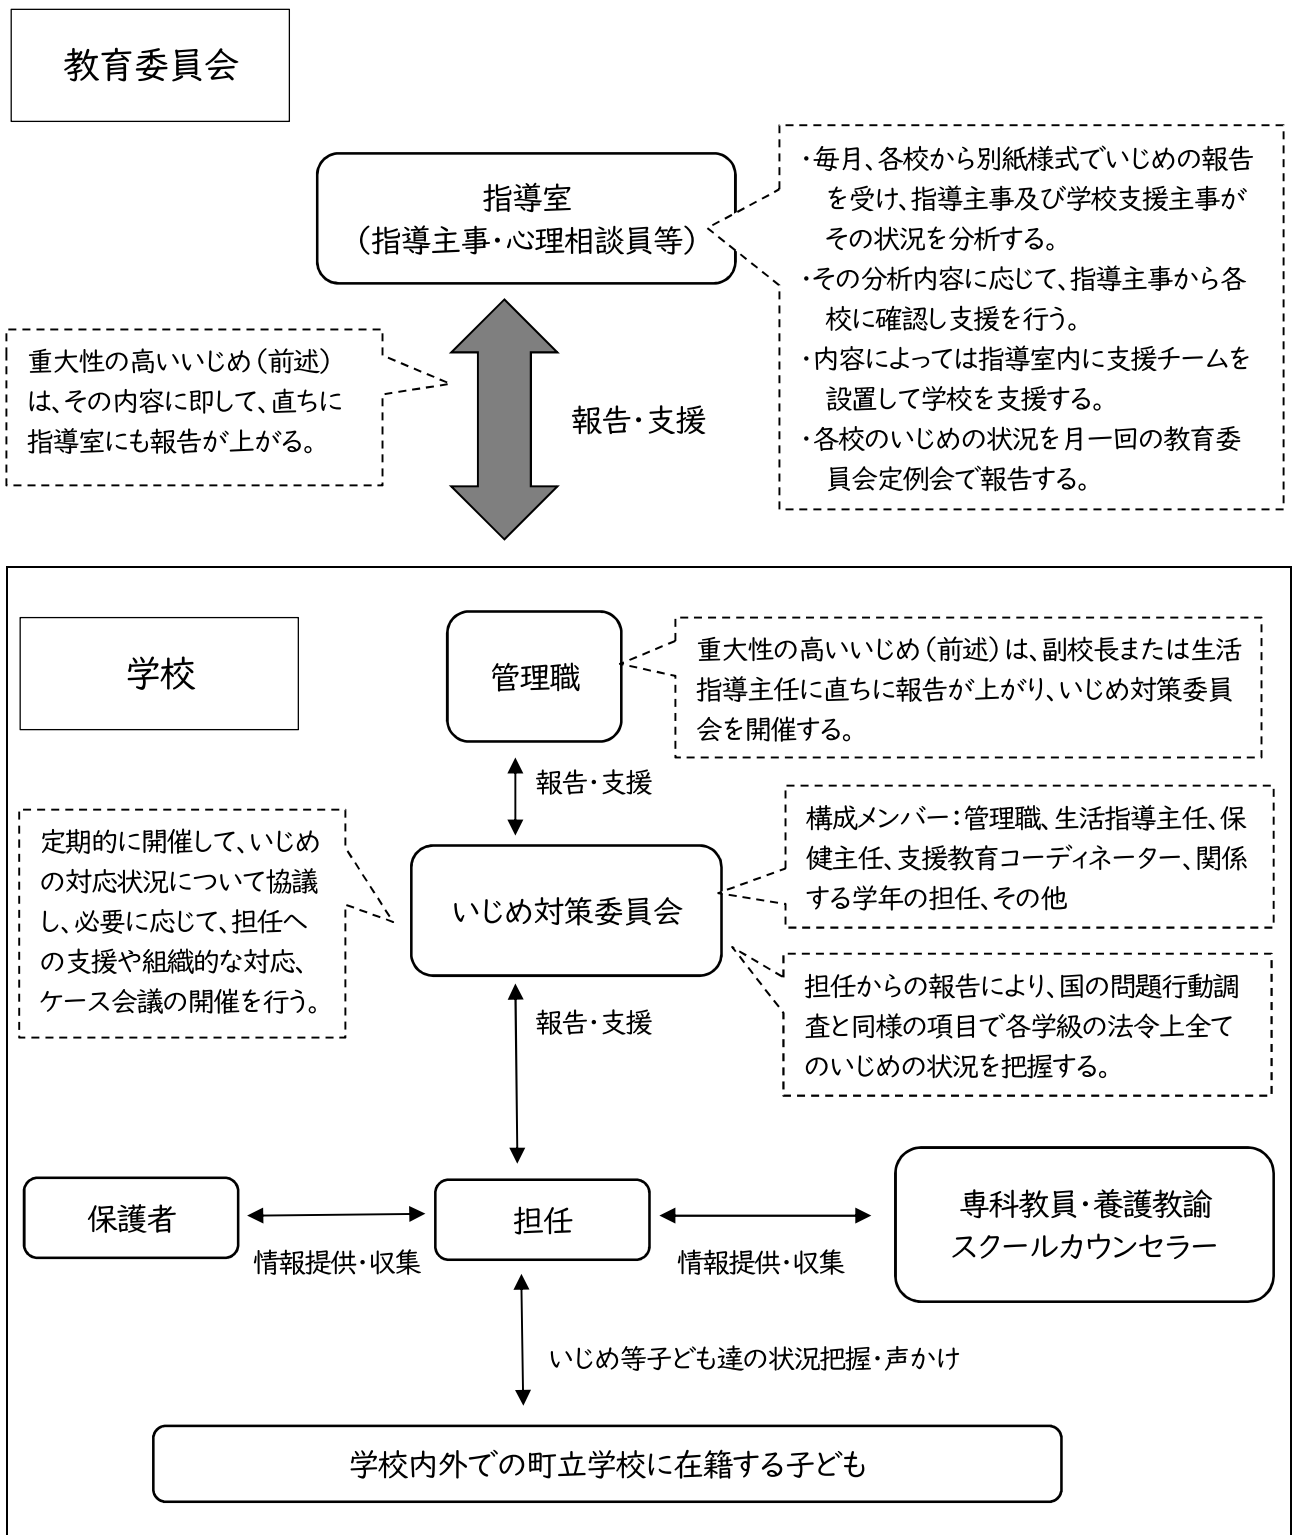 教育委員会
指導室
（指導主事・心理相談員等）
・毎月、各校から別紙様式でいじめの報告
を受け、指導主事及び学校支援主事が
その状況を分析する。
・その分析内容に応じて、指導主事から各
校に確認し支援を行う。
・内容によっては指導室内に支援チームを
設置して学校を支援する。
・各校のいじめの状況を月一回の教育委
員会定例会で報告する。
重大性の高いいじめ（前述）
は、その内容に即して、直ちに
指導室にも報告が上がる。
報告・支援
学校
管理職
重大性の高いいじめ（前述）は、副校長または生活
指導主任に直ちに報告が上がり、いじめ対策委員
会を開催する。
報告・支援
定期的に開催して、いじめ
の対応状況について協議
し、必要に応じて、担任へ
の支援や組織的な対応、
ケース会議の開催を行う。
いじめ対策委員会
構成メンバー：管理職、生活指導主任、保
健主任、支援教育コーディネーター、関係
する学年の担任、その他
担任からの報告により、国の問題行動調
査と同様の項目で各学級の法令上全て
のいじめの状況を把握する。
報告・支援
保護者
情報提供・収集
担任
情報提供・収集
専科教員・養護教諭
スクールカウンセラー
いじめ等子ども達の状況把握・声かけ
学校内外での町立学校に在籍する子ども